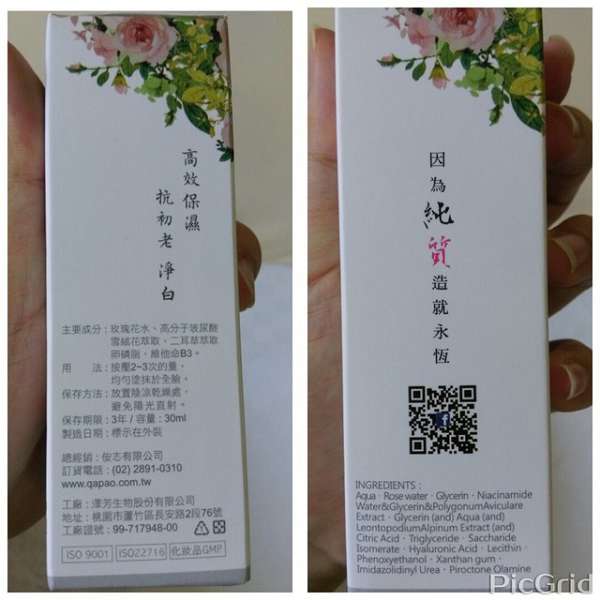 高效保濕
抗初老 淨白
主要成分：玫瑰花水、高分子玻尿酸
雪絨花萃取、二耳草萃取
卵磷脂，維他命B3。
用　　法：按壓2~3次的量，
均勻塗抹於全臉。
保存方法：放置陰涼乾燥處，
避免陽光直射。
保存期限：3年 / 容量：30ml
製造日期：標示在外裝
總經銷：俊志有限公司
訂貨電話：(02) 2891-0310
www.qapao.com.tw
工廠：漾芳生物股份有限公司
地址：桃園市蘆竹區長安路2段76號
工廠證號：99-717948-00
ISO 9001 ISO22716 化妝品GMP
因為純質造就永恆
INGREDIENTS :
Aqua · Rose water · Glycerin · Niacinamide
Water&Glycerin&PolygonumAviculare
Extract · Glycerin (and) Aqua (and)
LeontopodiumAlpinum Extract (and)
Citric Acid · Triglyceride · Saccharide
Isomerate · Hyaluronic Acid · Lecithin ·
Phenoxyethanol · Xanthan gum ·
Imidazolidinyl Urea · Piroctone Olamine
PicGrid